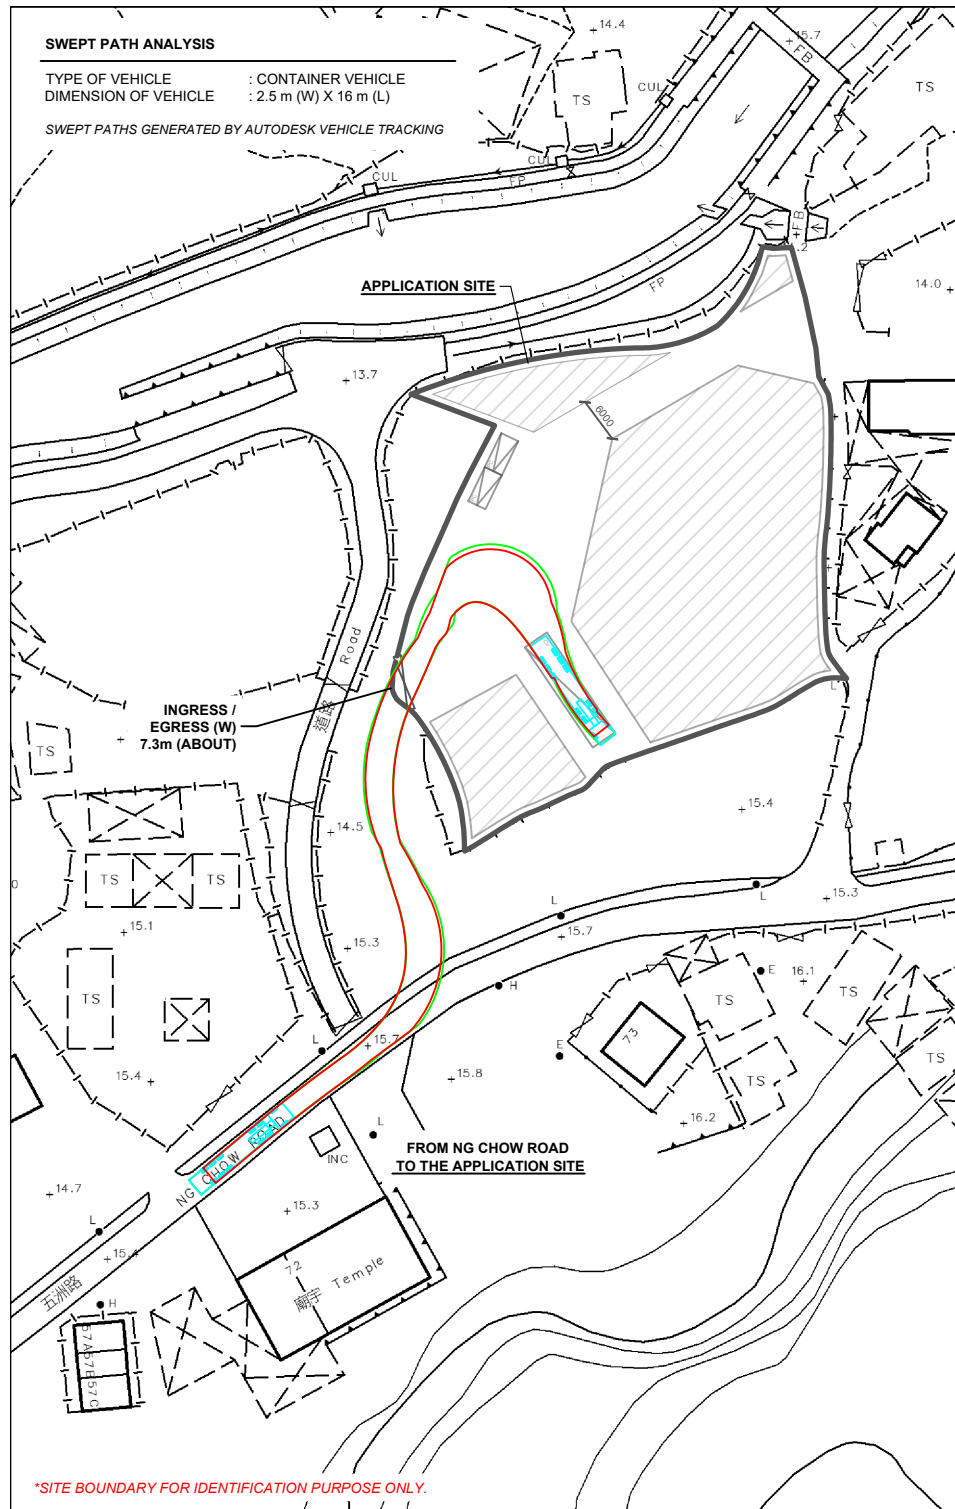 SWEPT PATH ANALYSIS
TYPE OF VEHICLE : CONTAINER VEHICLE
DIMENSION OF VEHICLE : 2.5 m (W) X 16 m (L)
SWEPT PATHS GENERATED BY AUTODESK VEHICLE TRACKING
14.4
15.7
FB
TS
CUL
TS
CUL
CUL
FP
FB
APPLICATION SITE
FP
14.0
13.7
6000
Road
道路
INGRESS /
EGRESS (W)
7.3m (ABOUT)
L
TS
15.4
14.5
TS
TS
15.3
L
L
15.1
15.7
15.3
E
16.1
TS
TS
TS
H
15.7
73
L
E
TS
15.4
15.8
TS
16.2
L
NG CHOW ROAD
INC
FROM NG CHOW ROAD
TO THE APPLICATION SITE
14.7
15.3
L
15.4
72
廟宇 Temple
五洲路
H
57A57B57C
*SITE BOUNDARY FOR IDENTIFICATION PURPOSE ONLY.